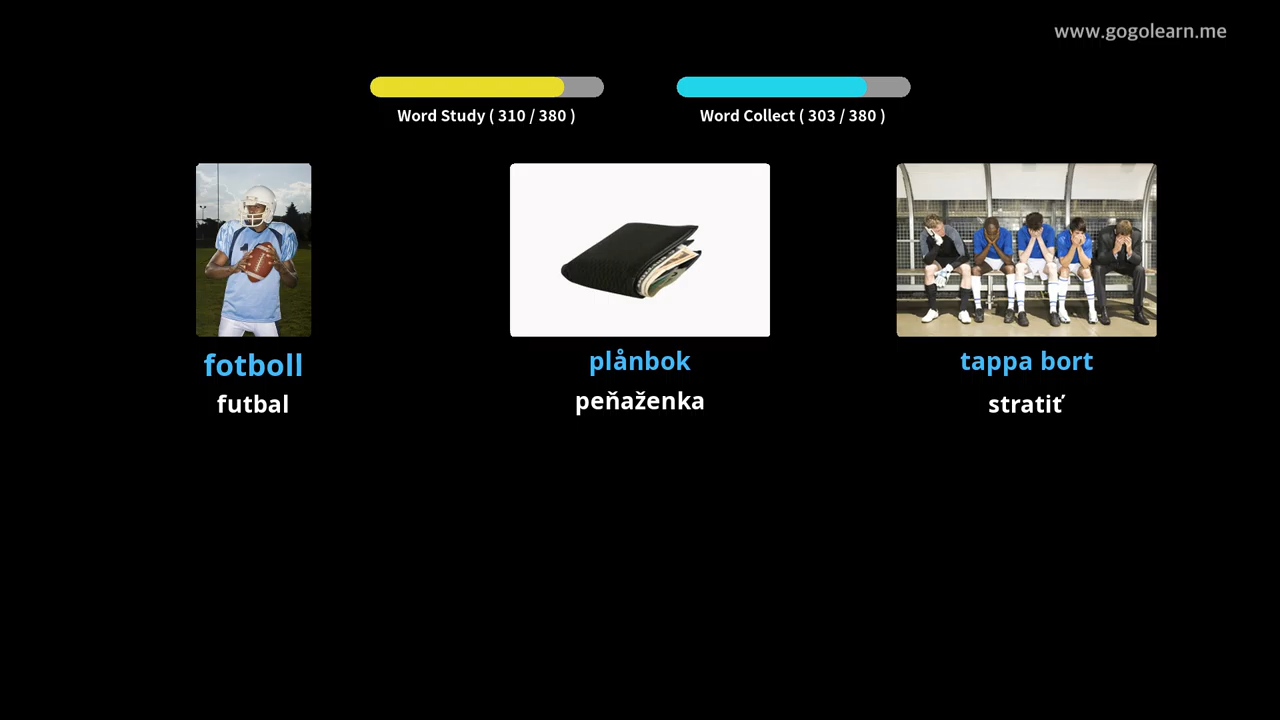 www.gogolearn.me
Word Study ( 310 / 380 )
Word Collect ( 303 / 380 )
fotboll
futbal
plånbok
peňaženka
tappa bort
stratiť